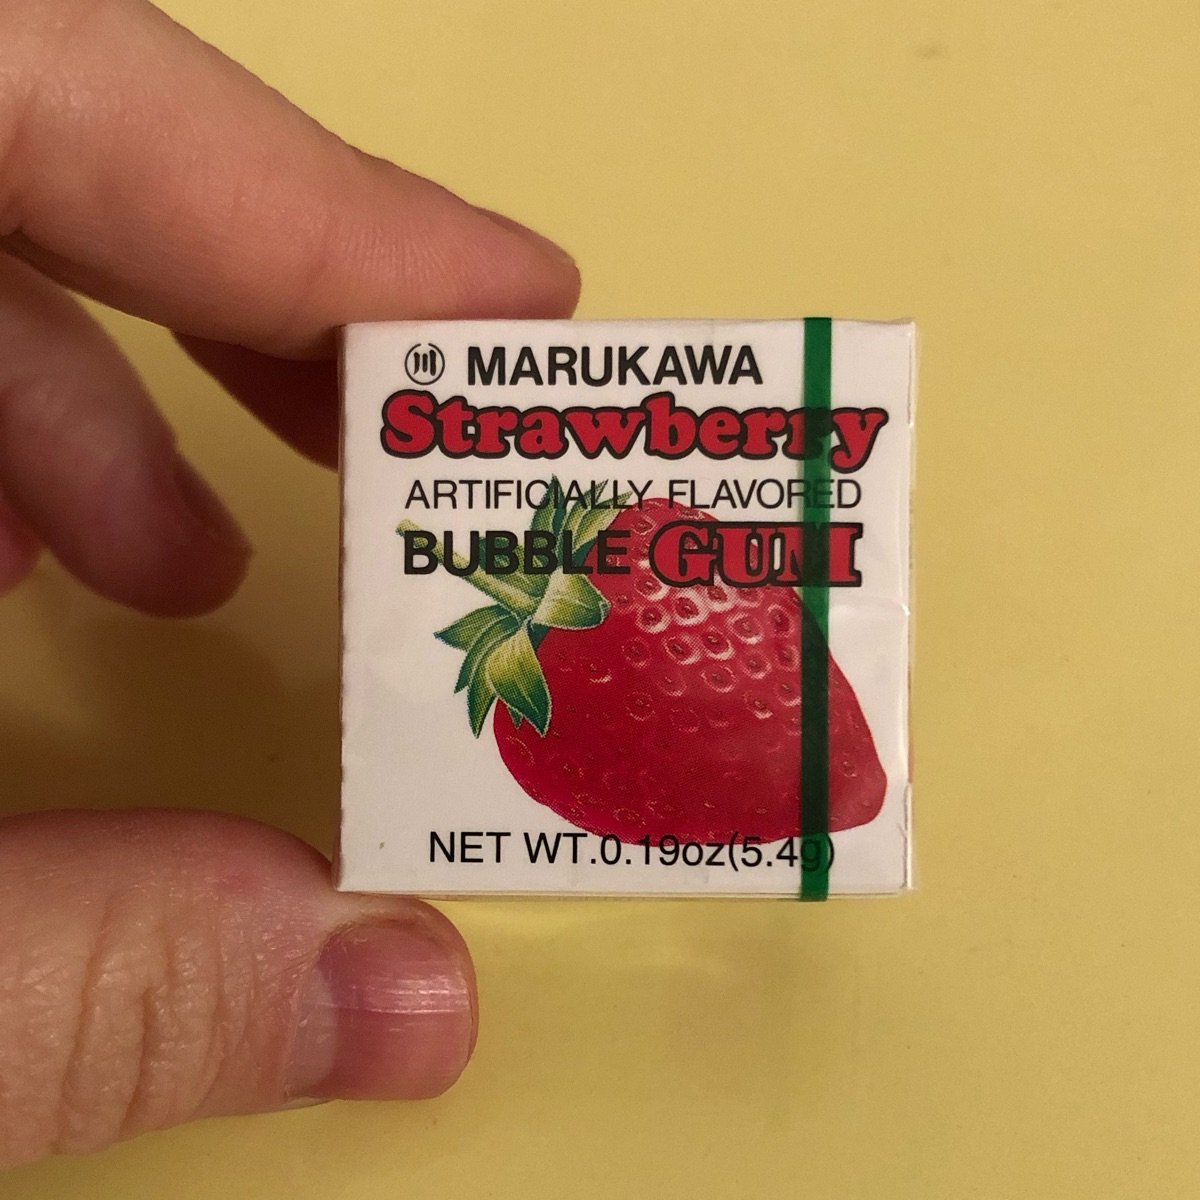 MARUKAWA
Strawberry
ARTIFICIALLY FLAVORED
BUBBLE GUM
NET WT.0.19oz(5.4g)